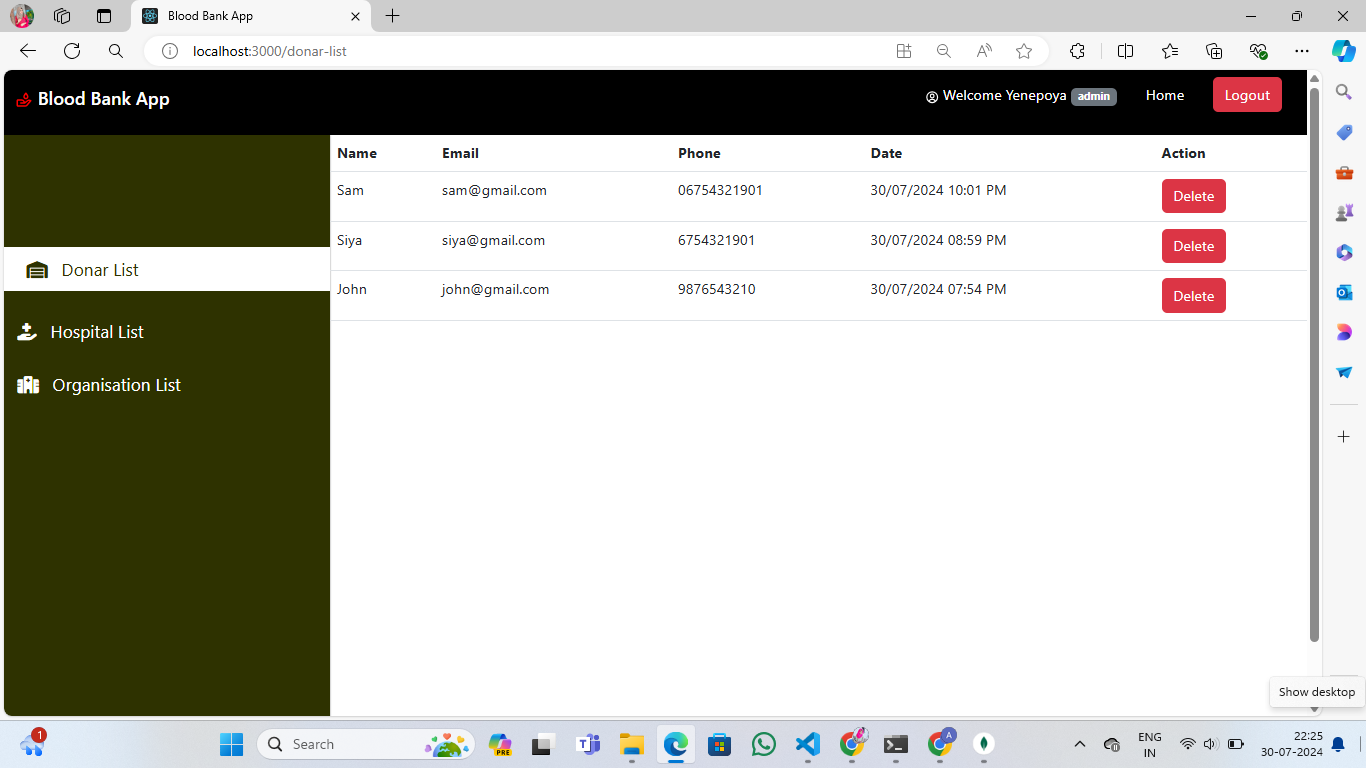 Blood Bank App
localhost:3000/donar-list
Blood Bank App
Welcome Yenepoya admin Home Logout
Name Email Phone Date Action
Sam sam@gmail.com 06754321901 30/07/2024 10:01 PM Delete
Siya siya@gmail.com 6754321901 30/07/2024 08:59 PM Delete
John john@gmail.com 9876543210 30/07/2024 07:54 PM Delete
Donar List
Hospital List
Organisation List
Show desktop
1
Search
PRE
A
ENG
IN
22:25
30-07-2024